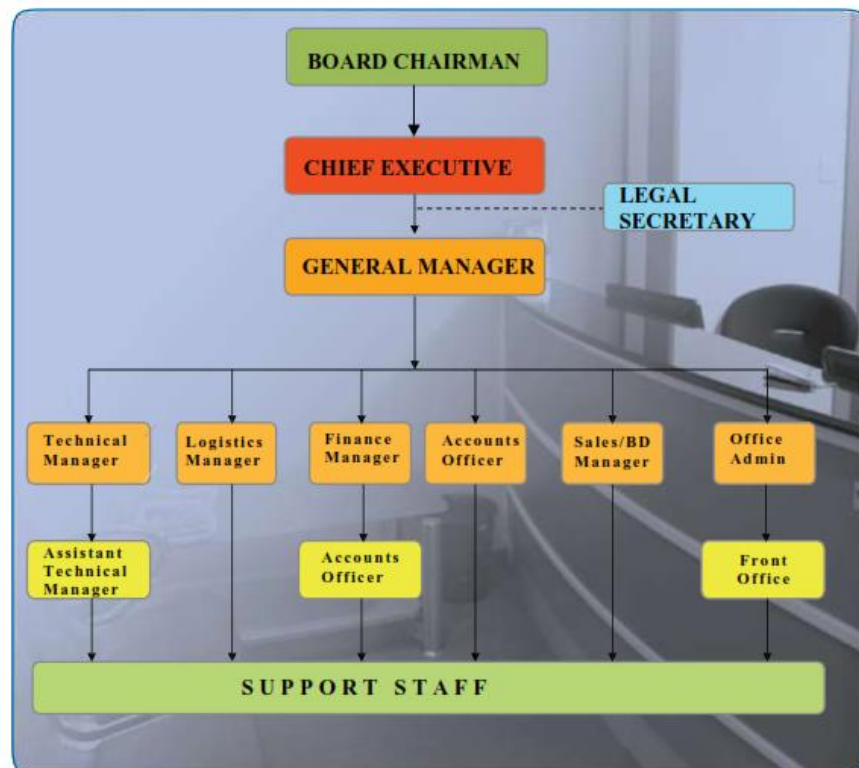 BOARD CHAIRMAN
CHIEF EXECUTIVE
LEGAL
SECRETARY
GENERAL MANAGER
Technical
Manager
Logistics
Manager
Finance
Manager
Accounts
Officer
Sales/BD
Manager
Office
Admin
Assistant
Technical
Manager
Accounts
Officer
Front
Office
SUPPORT STAFF